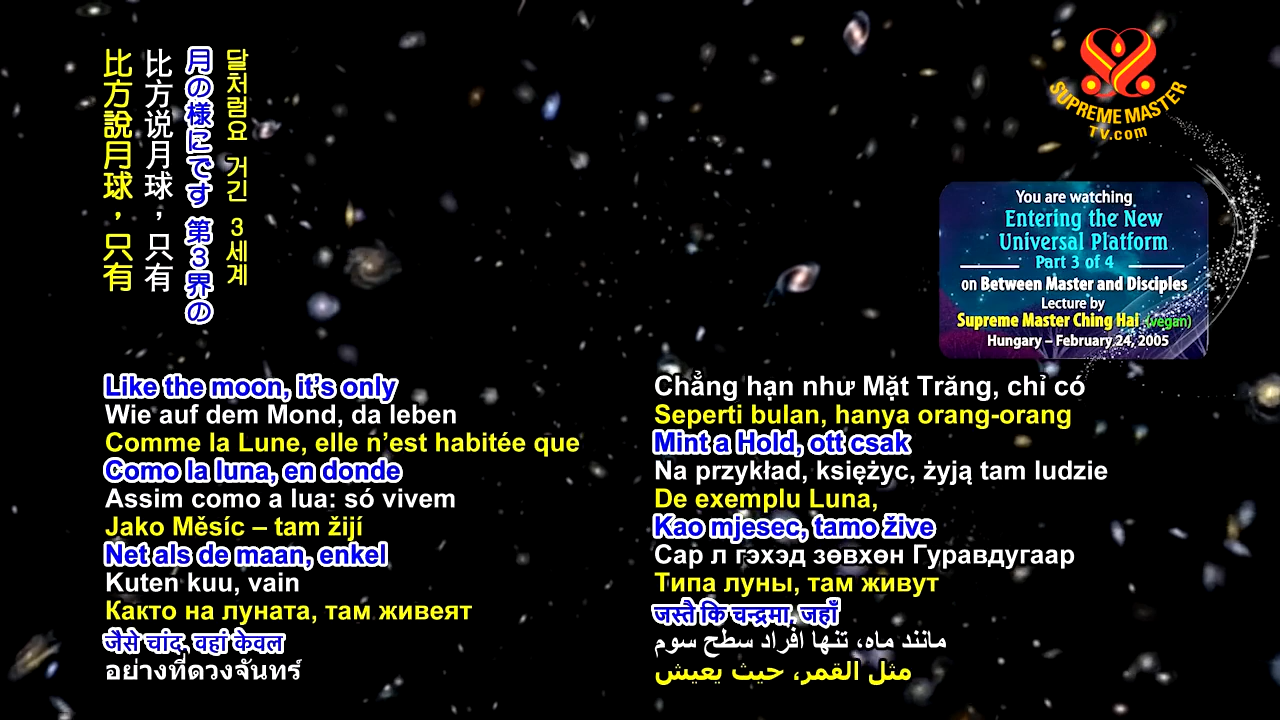 比方說月球，只有
比方说月球，只有
月の様にです 第３界の
달처럼요 거긴 3세계
SUPREME MASTER
TV.com
You are watching
Entering the New
Universal Platform
Part 3 of 4
on Between Master and Disciples
Lecture by
Supreme Master Ching Hai (vegan)
Hungary – February 24, 2005
Like the moon, it's only
Wie auf dem Mond, da leben
Comme la Lune, elle n'est habitée que
Como la luna, en donde
Assim como a lua: só vivem
Jako Měsíc – tam žijí
Net als de maan, enkel
Kuten kuu, vain
Както на луната, там живеят
जैसे चांद, वहां केवल
อย่างที่ดวงจันทร์
Chẳng hạn như Mặt Trăng, chỉ có
Seperti bulan, hanya orang-orang
Mint a Hold, ott csak
Na przykład, księżyc, żyją tam ludzie
De exemplu Luna,
Kao mjesec, tamo žive
Сар л гэхэд зөвхөн Гуравдугаар
Типа луны, там живут
जस्तै कि चन्द्रमा, जहाँ
مانند ماه، تنها افراد سطح سوم
مثل القمر، حيث يعيش